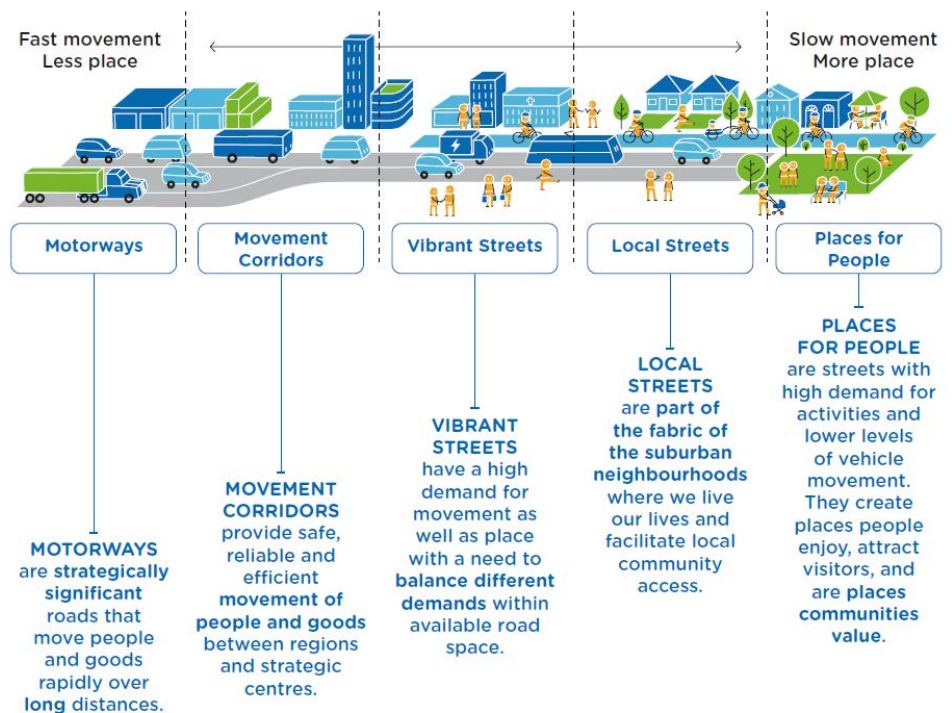 Fast movement
Less place
Slow movement
More place
Motorways
Movement
Corridors
Vibrant Streets
Local Streets
Places for
People
MOTORWAYS
are strategically
significant
roads that
move people
and goods
rapidly over
long distances.
MOVEMENT
CORRIDORS
provide safe,
reliable and
efficient
movement of
people and goods
between regions
and strategic
centres.
VIBRANT
STREETS
have a high
demand for
movement as
well as place
with a need to
balance different
demands within
available road
space.
LOCAL
STREETS
are part of
the fabric of
the suburban
neighbourhoods
where we live
our lives and
facilitate local
community
access.
PLACES
FOR PEOPLE
are streets with
high demand for
activities and
lower levels
of vehicle
movement.
They create
places people
enjoy, attract
visitors, and
are places
communities
value.